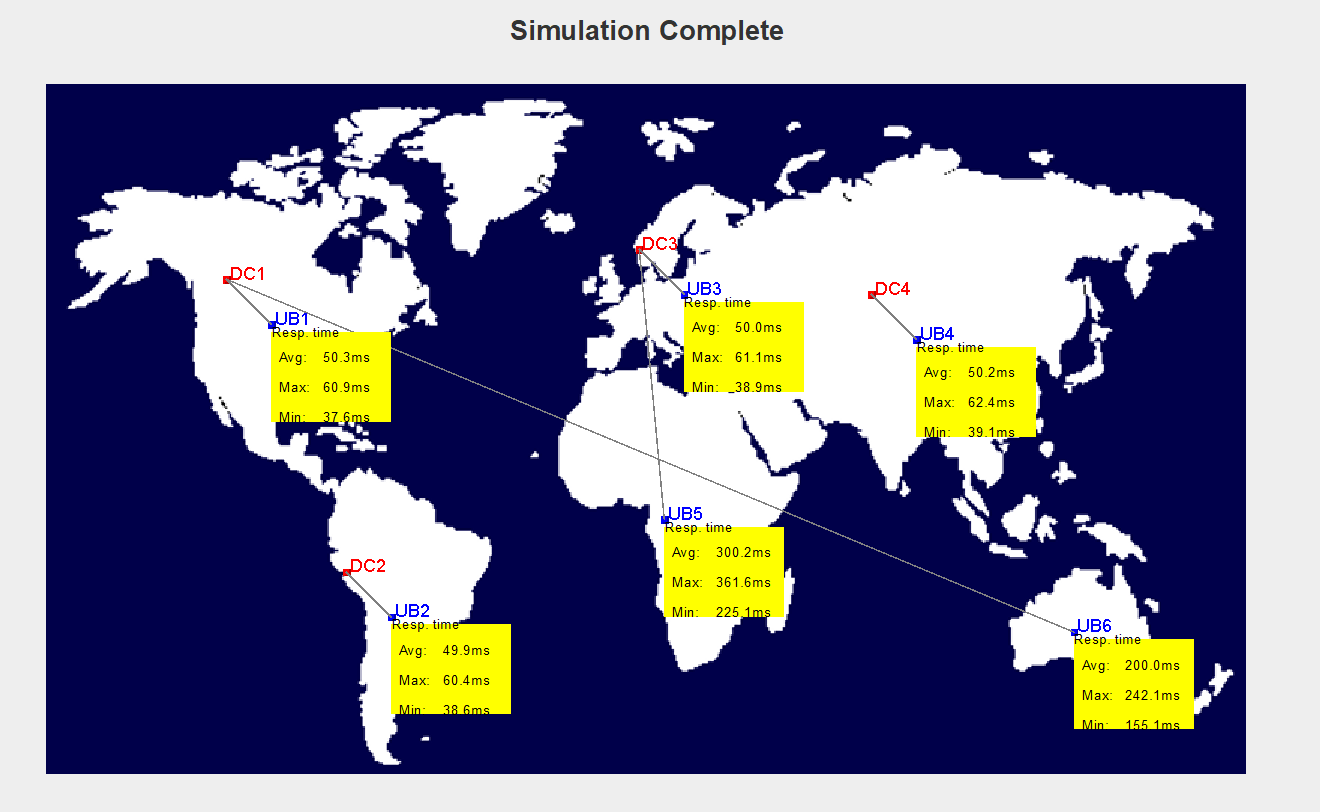 Simulation Complete
DC3
DC1
UB3
Resp. time
Avg: 50.0ms
Max: 61.1ms
Min: 38.9ms
DC4
UB1
Resp. time
Avg: 50.3ms
Max: 60.9ms
Min: 37.6ms
UB4
Resp. time
Avg: 50.2ms
Max: 62.4ms
Min: 39.1ms
UB5
Resp. time
Avg: 300.2ms
Max: 361.6ms
Min: 225.1ms
DC2
UB2
Resp. time
Avg: 49.9ms
Max: 60.4ms
Min: 38.6ms
UB6
Resp. time
Avg: 200.0ms
Max: 242.1ms
Min: 155.1ms